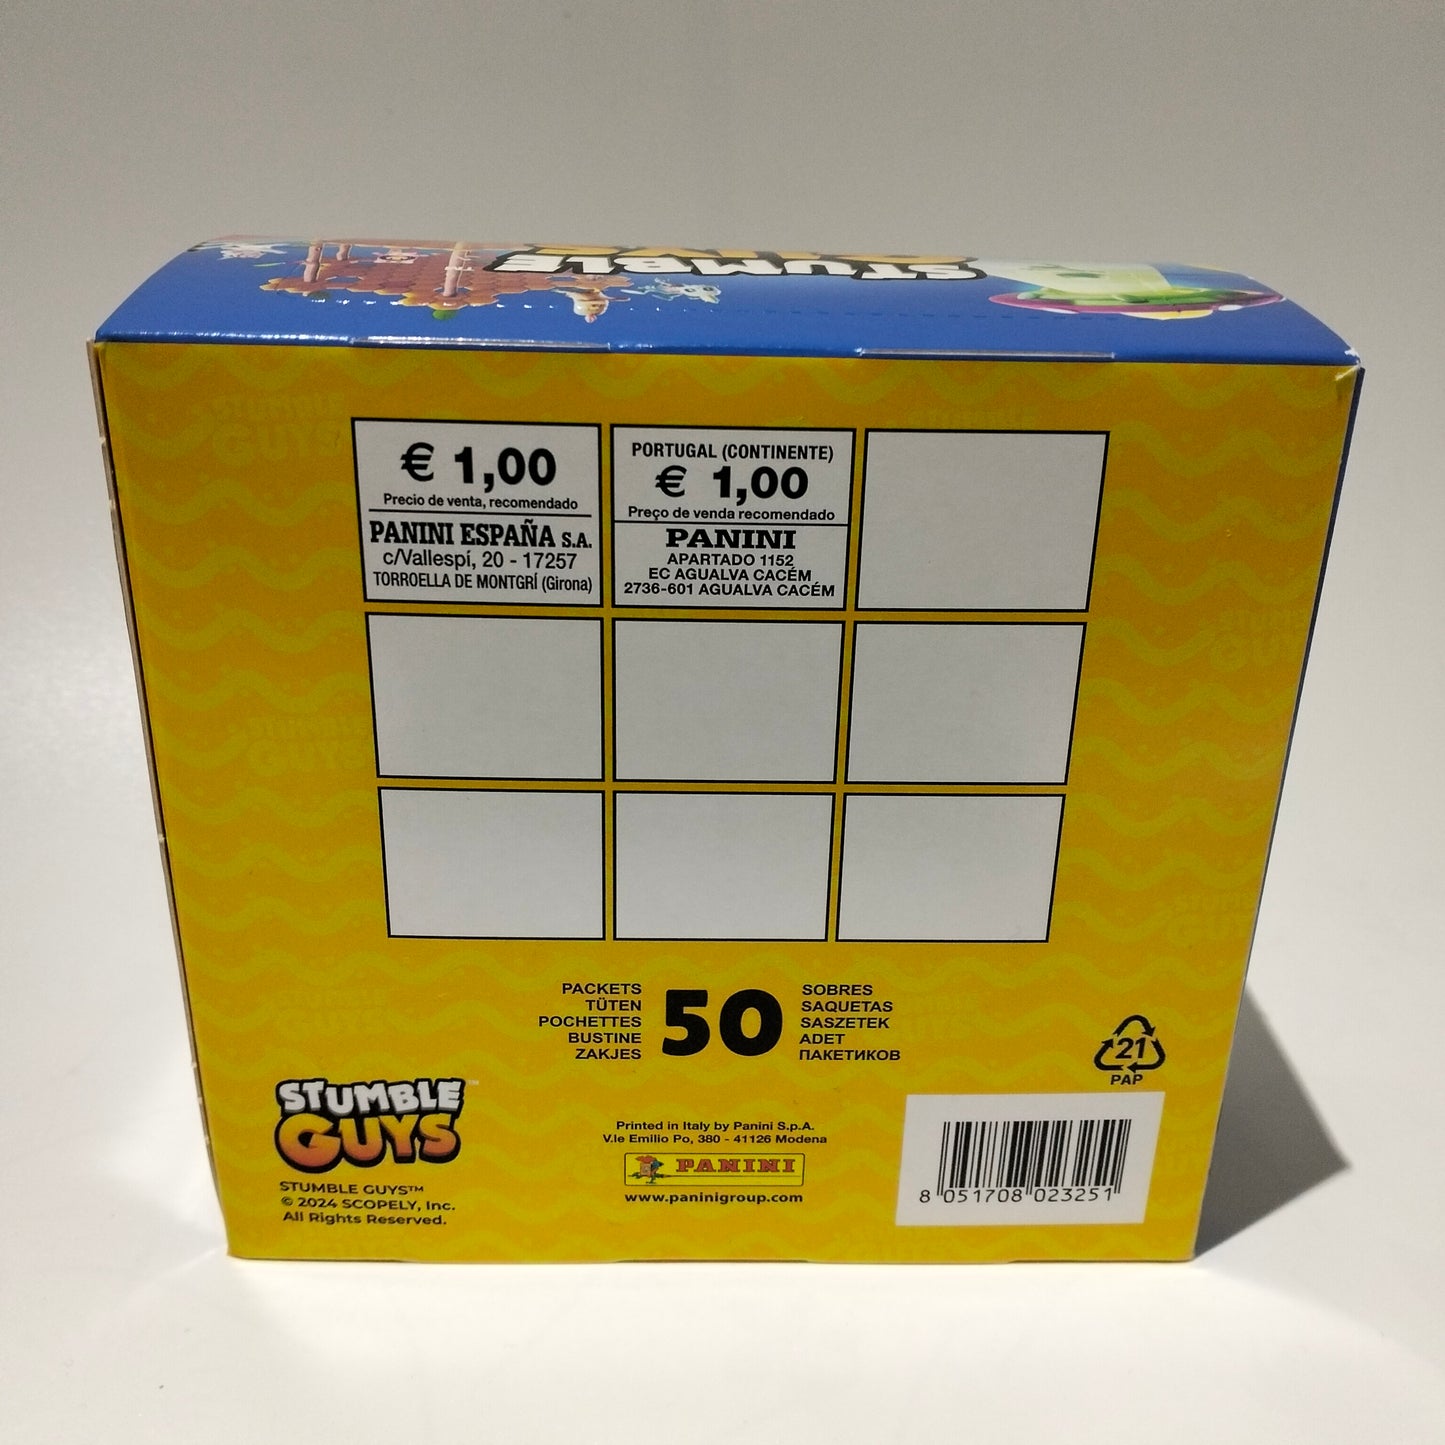 STUMBLE
GUYS
€ 1,00
Precio de venta, recomendado
PANINI ESPAÑA S.A.
c/Vallespí, 20 - 17257
TORROELLA DE MONTGRÍ (Girona)
PORTUGAL (CONTINENTE)
€ 1,00
Preço de venda recomendado
PANINI
APARTADO 1152
EC AGUALVA CACÉM
2736-601 AGUALVA CACÉM
PACKETS
TÜTEN
POCHETTES
BUSTINE
ZAKJES
50
SOBRES
SAQUETAS
SASZETEK
ADET
ПАКЕТИКОВ
21
PAP
STUMBLE
GUYS
STUMBLE GUYS™
© 2024 SCOPELY, Inc.
All Rights Reserved.
Printed in Italy by Panini S.p.A.
V.le Emilio Po, 380 - 41126 Modena
PANINI
www.paninigroup.com
8 051708 023251